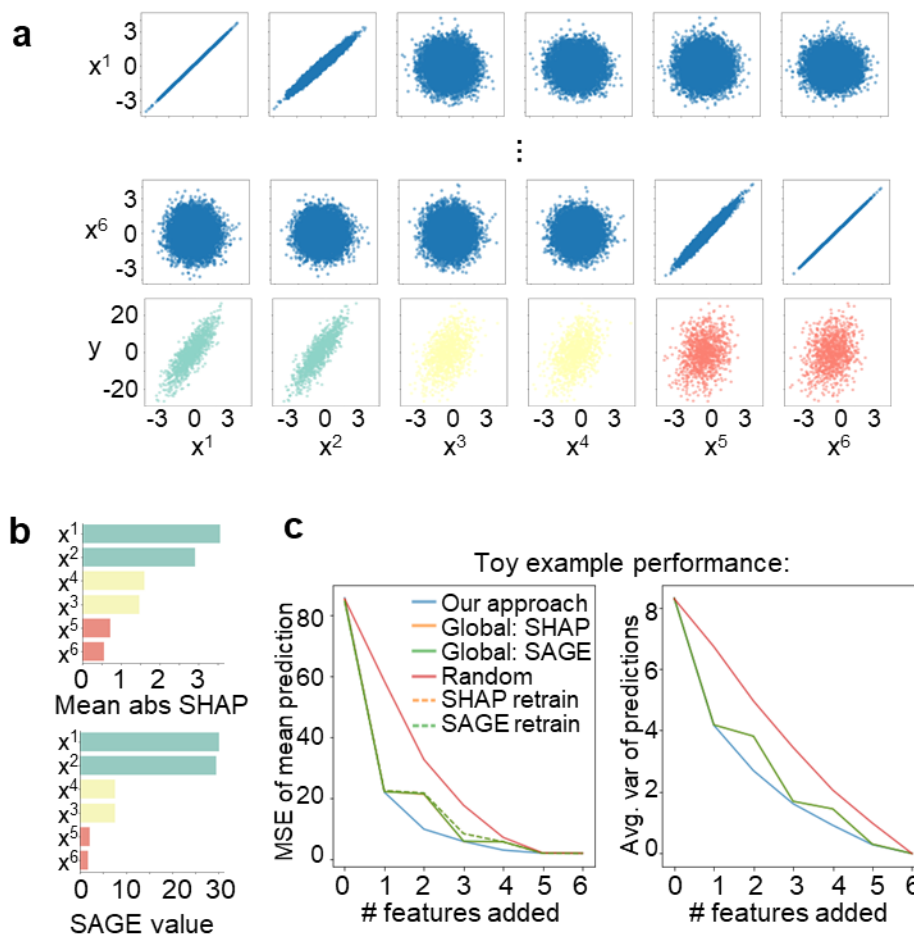 a
x¹
3
0
-3
⋮
x⁶
3
0
-3
y
20
0
-20
-3 0 3 -3 0 3 -3 0 3 -3 0 3 -3 0 3 -3 0 3
x¹ x² x³ x⁴ x⁵ x⁶
b
x¹
x²
x⁴
x³
x⁵
x⁶
0 1 2 3
Mean abs SHAP
x¹
x²
x⁴
x³
x⁵
x⁶
0 10 20 30
SAGE value
c
Toy example performance:
MSE of mean prediction
80
60
40
20
0
Our approach
Global: SHAP
Global: SAGE
Random
SHAP retrain
SAGE retrain
0 1 2 3 4 5 6
# features added
Avg. var of predictions
8
4
0
0 1 2 3 4 5 6
# features added